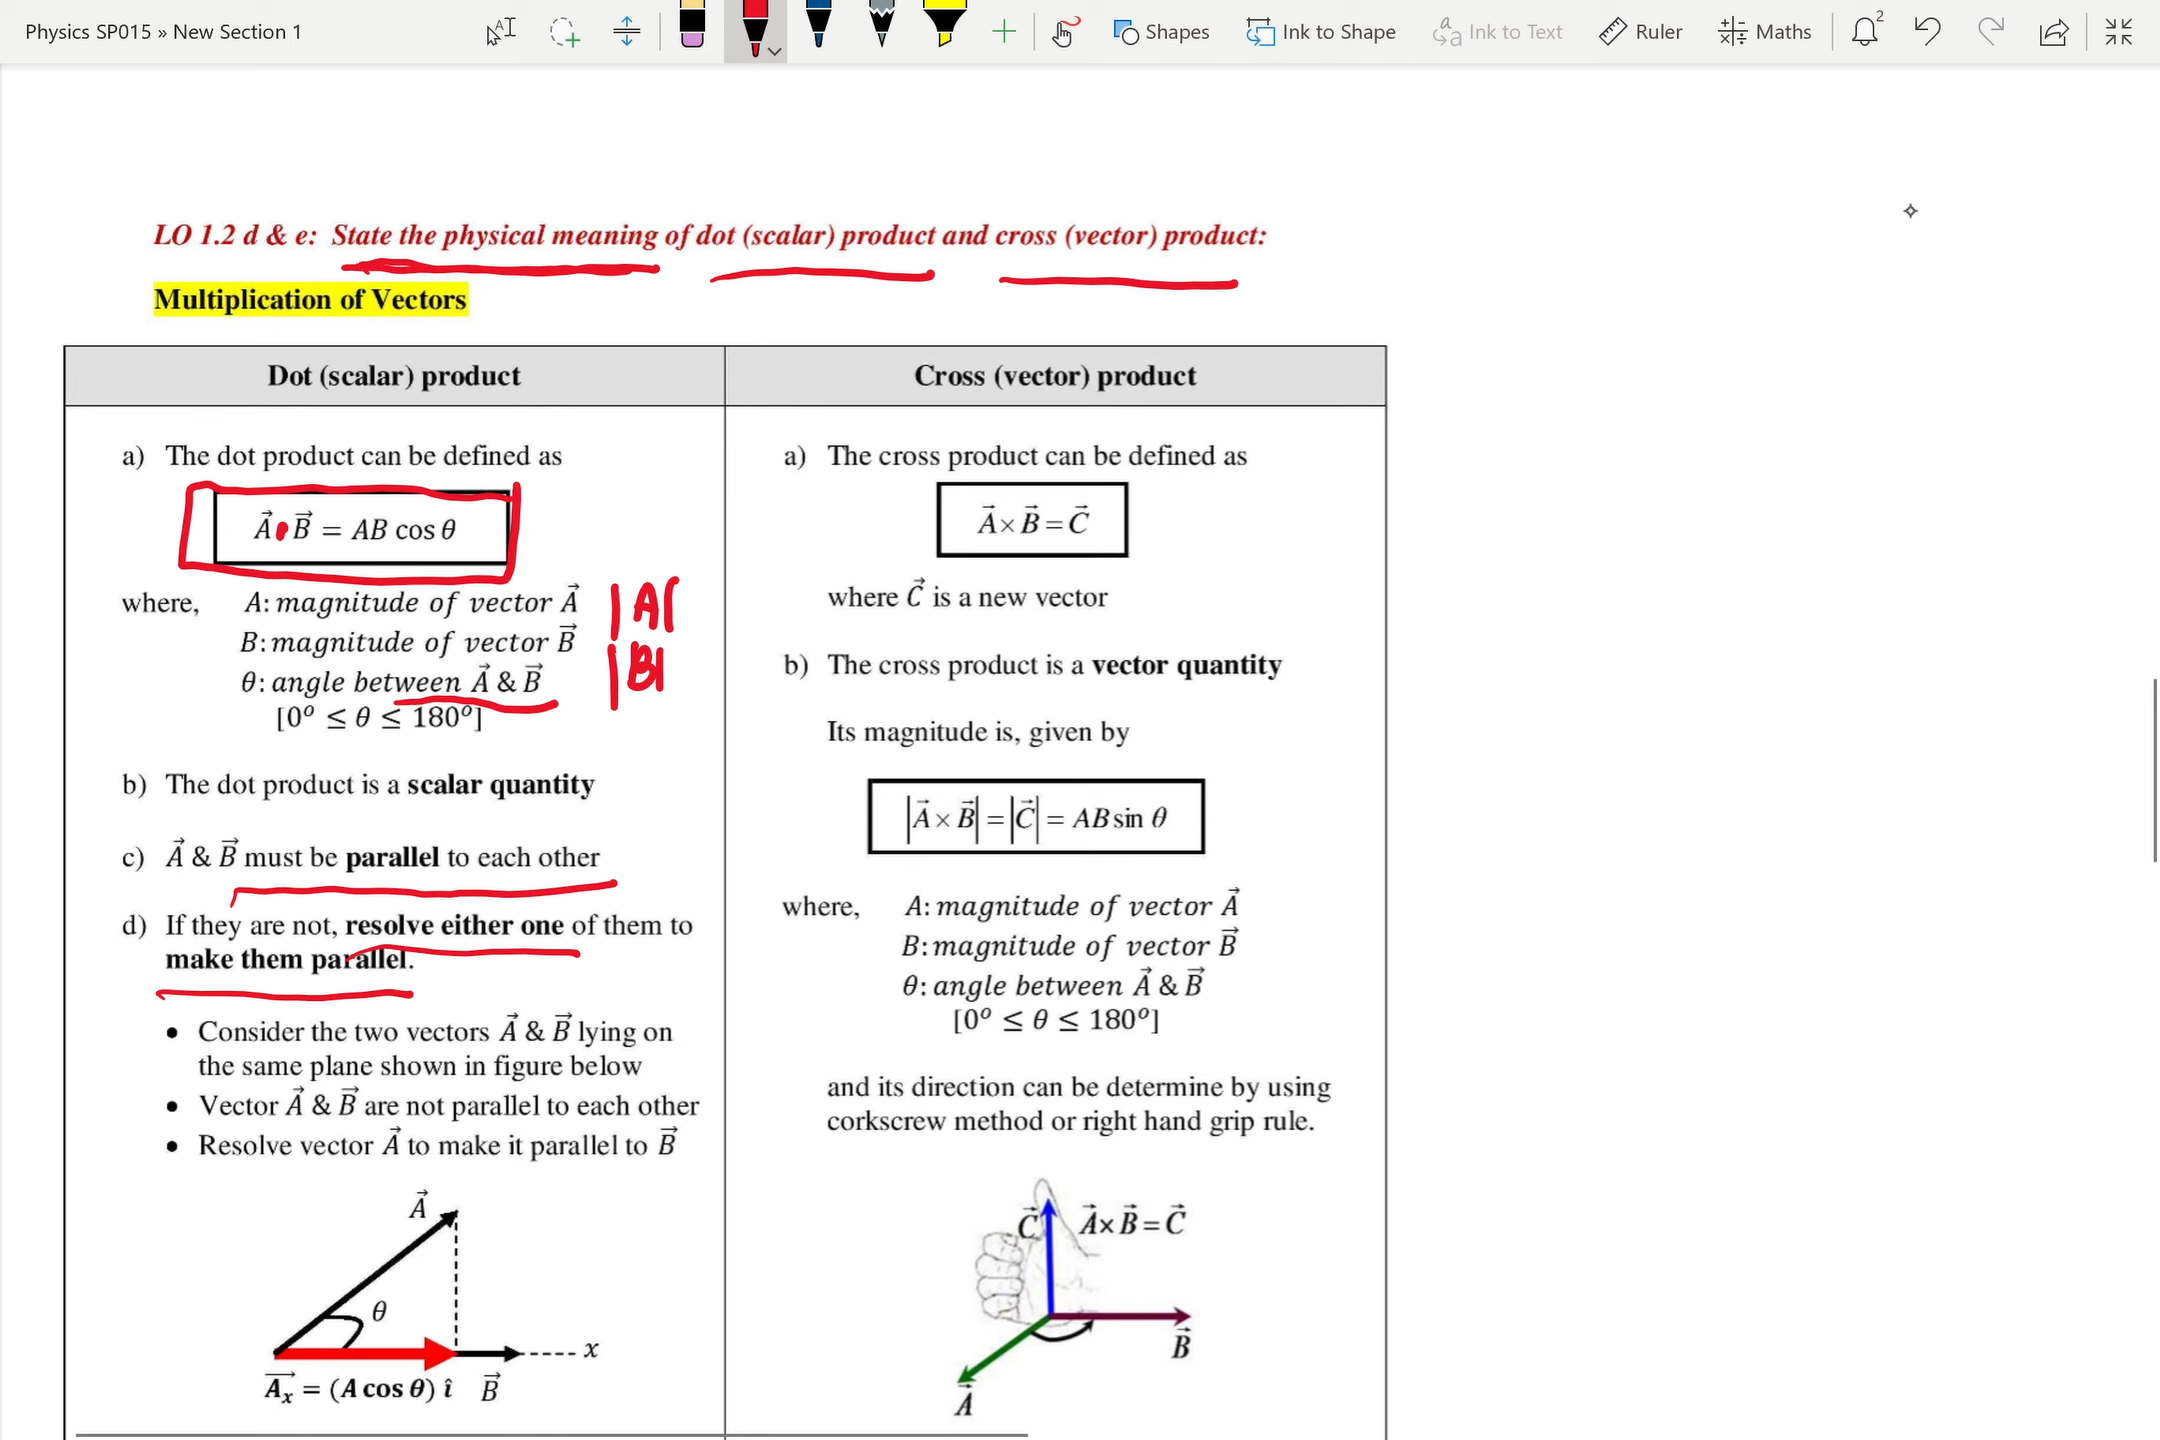 Physics SP015 » New Section 1
Shapes
Ink to Shape
Ink to Text
Ruler
Maths
2
LO 1.2 d & e: State the physical meaning of dot (scalar) product and cross (vector) product:
Multiplication of Vectors
Dot (scalar) product
a) The dot product can be defined as
A⃗ • B⃗ = AB cos θ
where, A: magnitude of vector A⃗
|A|
B: magnitude of vector B⃗
|B|
θ: angle between A⃗ & B⃗
[0° ≤ θ ≤ 180°]
b) The dot product is a scalar quantity
c) A⃗ & B⃗ must be parallel to each other
d) If they are not, resolve either one of them to
make them parallel.
• Consider the two vectors A⃗ & B⃗ lying on
the same plane shown in figure below
• Vector A⃗ & B⃗ are not parallel to each other
• Resolve vector A⃗ to make it parallel to B⃗
A⃗
θ
x
A⃗ₓ = (A cos θ) î B⃗
Cross (vector) product
a) The cross product can be defined as
A⃗ × B⃗ = C⃗
where C⃗ is a new vector
b) The cross product is a vector quantity
Its magnitude is, given by
|A⃗ × B⃗| = |C⃗| = AB sin θ
where, A: magnitude of vector A⃗
B: magnitude of vector B⃗
θ: angle between A⃗ & B⃗
[0° ≤ θ ≤ 180°]
and its direction can be determine by using
corkscrew method or right hand grip rule.
C⃗ A⃗ × B⃗ = C⃗
B⃗
A⃗